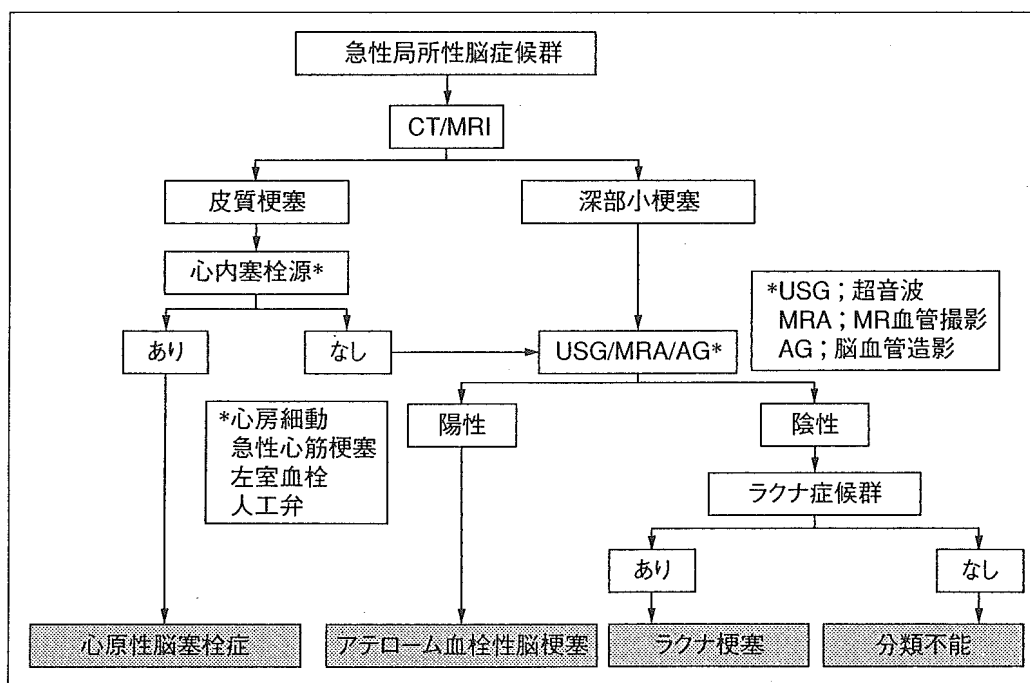 急性局所性脳症候群
CT/MRI
皮質梗塞
深部小梗塞
心内塞栓源*
*USG；超音波
MRA；MR血管撮影
AG；脳血管造影
あり
なし
USG/MRA/AG*
*心房細動
急性心筋梗塞
左室血栓
人工弁
陽性
陰性
ラクナ症候群
あり
なし
心原性脳塞栓症
アテローム血栓性脳梗塞
ラクナ梗塞
分類不能